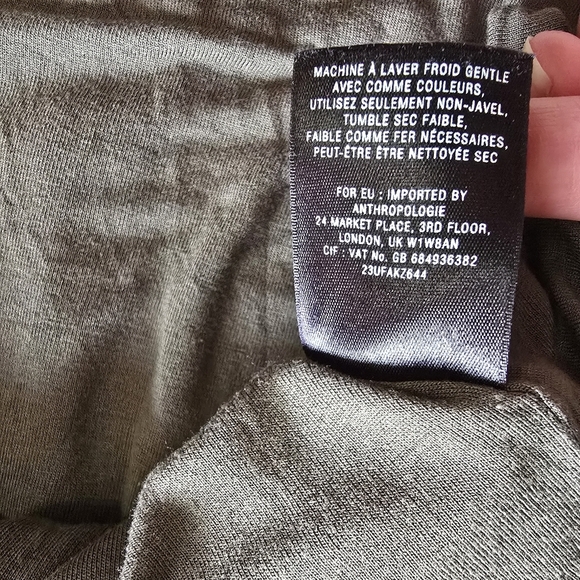 MACHINE À LAVER FROID GENTLE
AVEC COMME COULEURS,
UTILISEZ SEULEMENT NON-JAVEL,
TUMBLE SEC FAIBLE,
FAIBLE COMME FER NÉCESSAIRES,
PEUT-ÊTRE ÊTRE NETTOYÉE SEC
FOR EU : IMPORTED BY
ANTHROPOLOGIE
24 MARKET PLACE, 3RD FLOOR,
LONDON, UK W1W8AN
CIF : VAT No. GB 684936382
23UFAKZ644